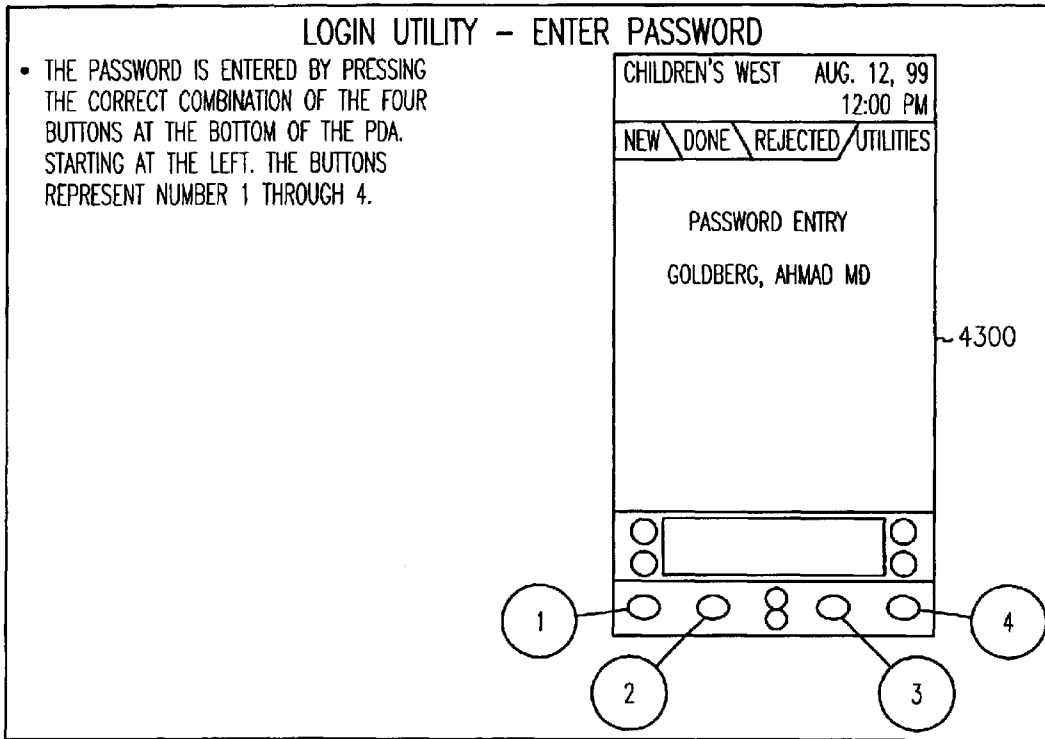 LOGIN UTILITY – ENTER PASSWORD
• THE PASSWORD IS ENTERED BY PRESSING
THE CORRECT COMBINATION OF THE FOUR
BUTTONS AT THE BOTTOM OF THE PDA.
STARTING AT THE LEFT. THE BUTTONS
REPRESENT NUMBER 1 THROUGH 4.
CHILDREN'S WEST AUG. 12, 99
12:00 PM
NEW DONE REJECTED UTILITIES
PASSWORD ENTRY
GOLDBERG, AHMAD MD
4300
1
2
3
4